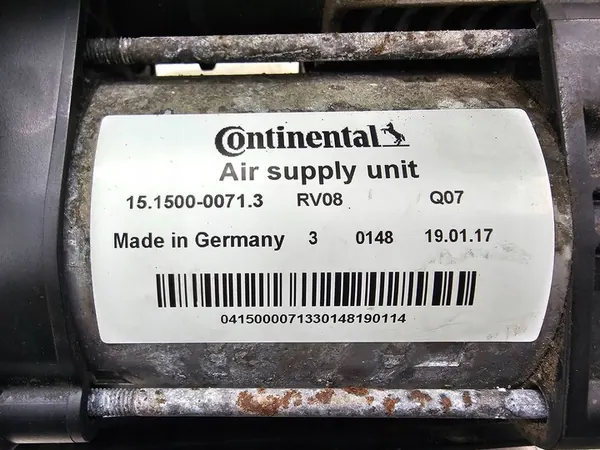 Continental
Air supply unit
15.1500-0071.3 RV08 Q07
Made in Germany 3 0148 19.01.17
0415000071330148190114